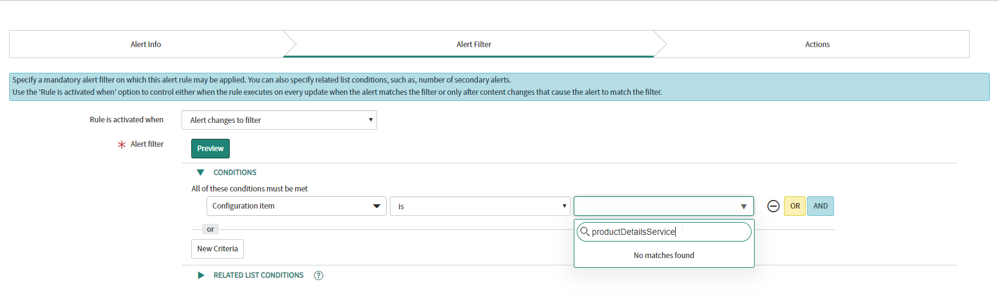 Alert Info
Alert Filter
Actions
Specify a mandatory alert filter on which this alert rule may be applied. You can also specify related list conditions, such as, number of secondary alerts.
Use the 'Rule is activated when' option to control either when the rule executes on every update when the alert matches the filter or only after content changes that cause the alert to match the filter.
Rule is activated when
Alert changes to filter
Alert filter
Preview
CONDITIONS
All of these conditions must be met
Configuration item
is
OR
AND
or
productDetailsService
New Criteria
No matches found
RELATED LIST CONDITIONS ?